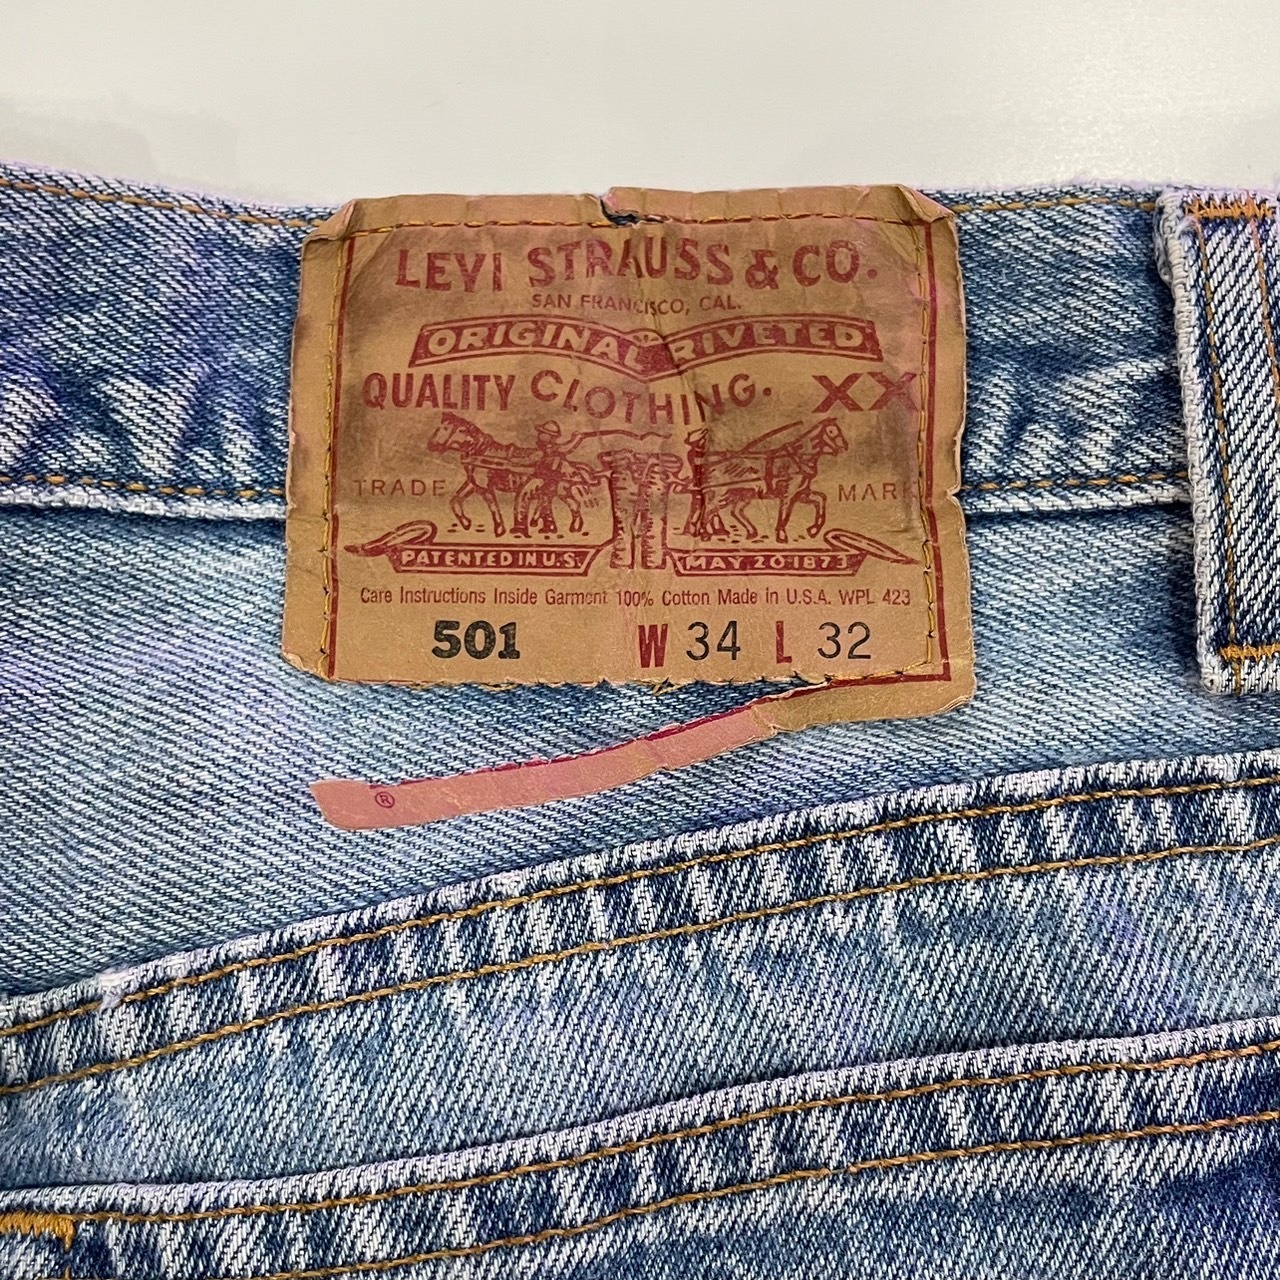 LEVI STRAUSS & CO.
SAN FRANCISCO, CAL.
ORIGINAL RIVETED
QUALITY CLOTHING. XX
TRADE MAR
PATENTED IN U.S. MAY 20 1873
Care Instructions Inside Garment 100% Cotton Made in U.S.A. WPL 423
501 W 34 L 32
®